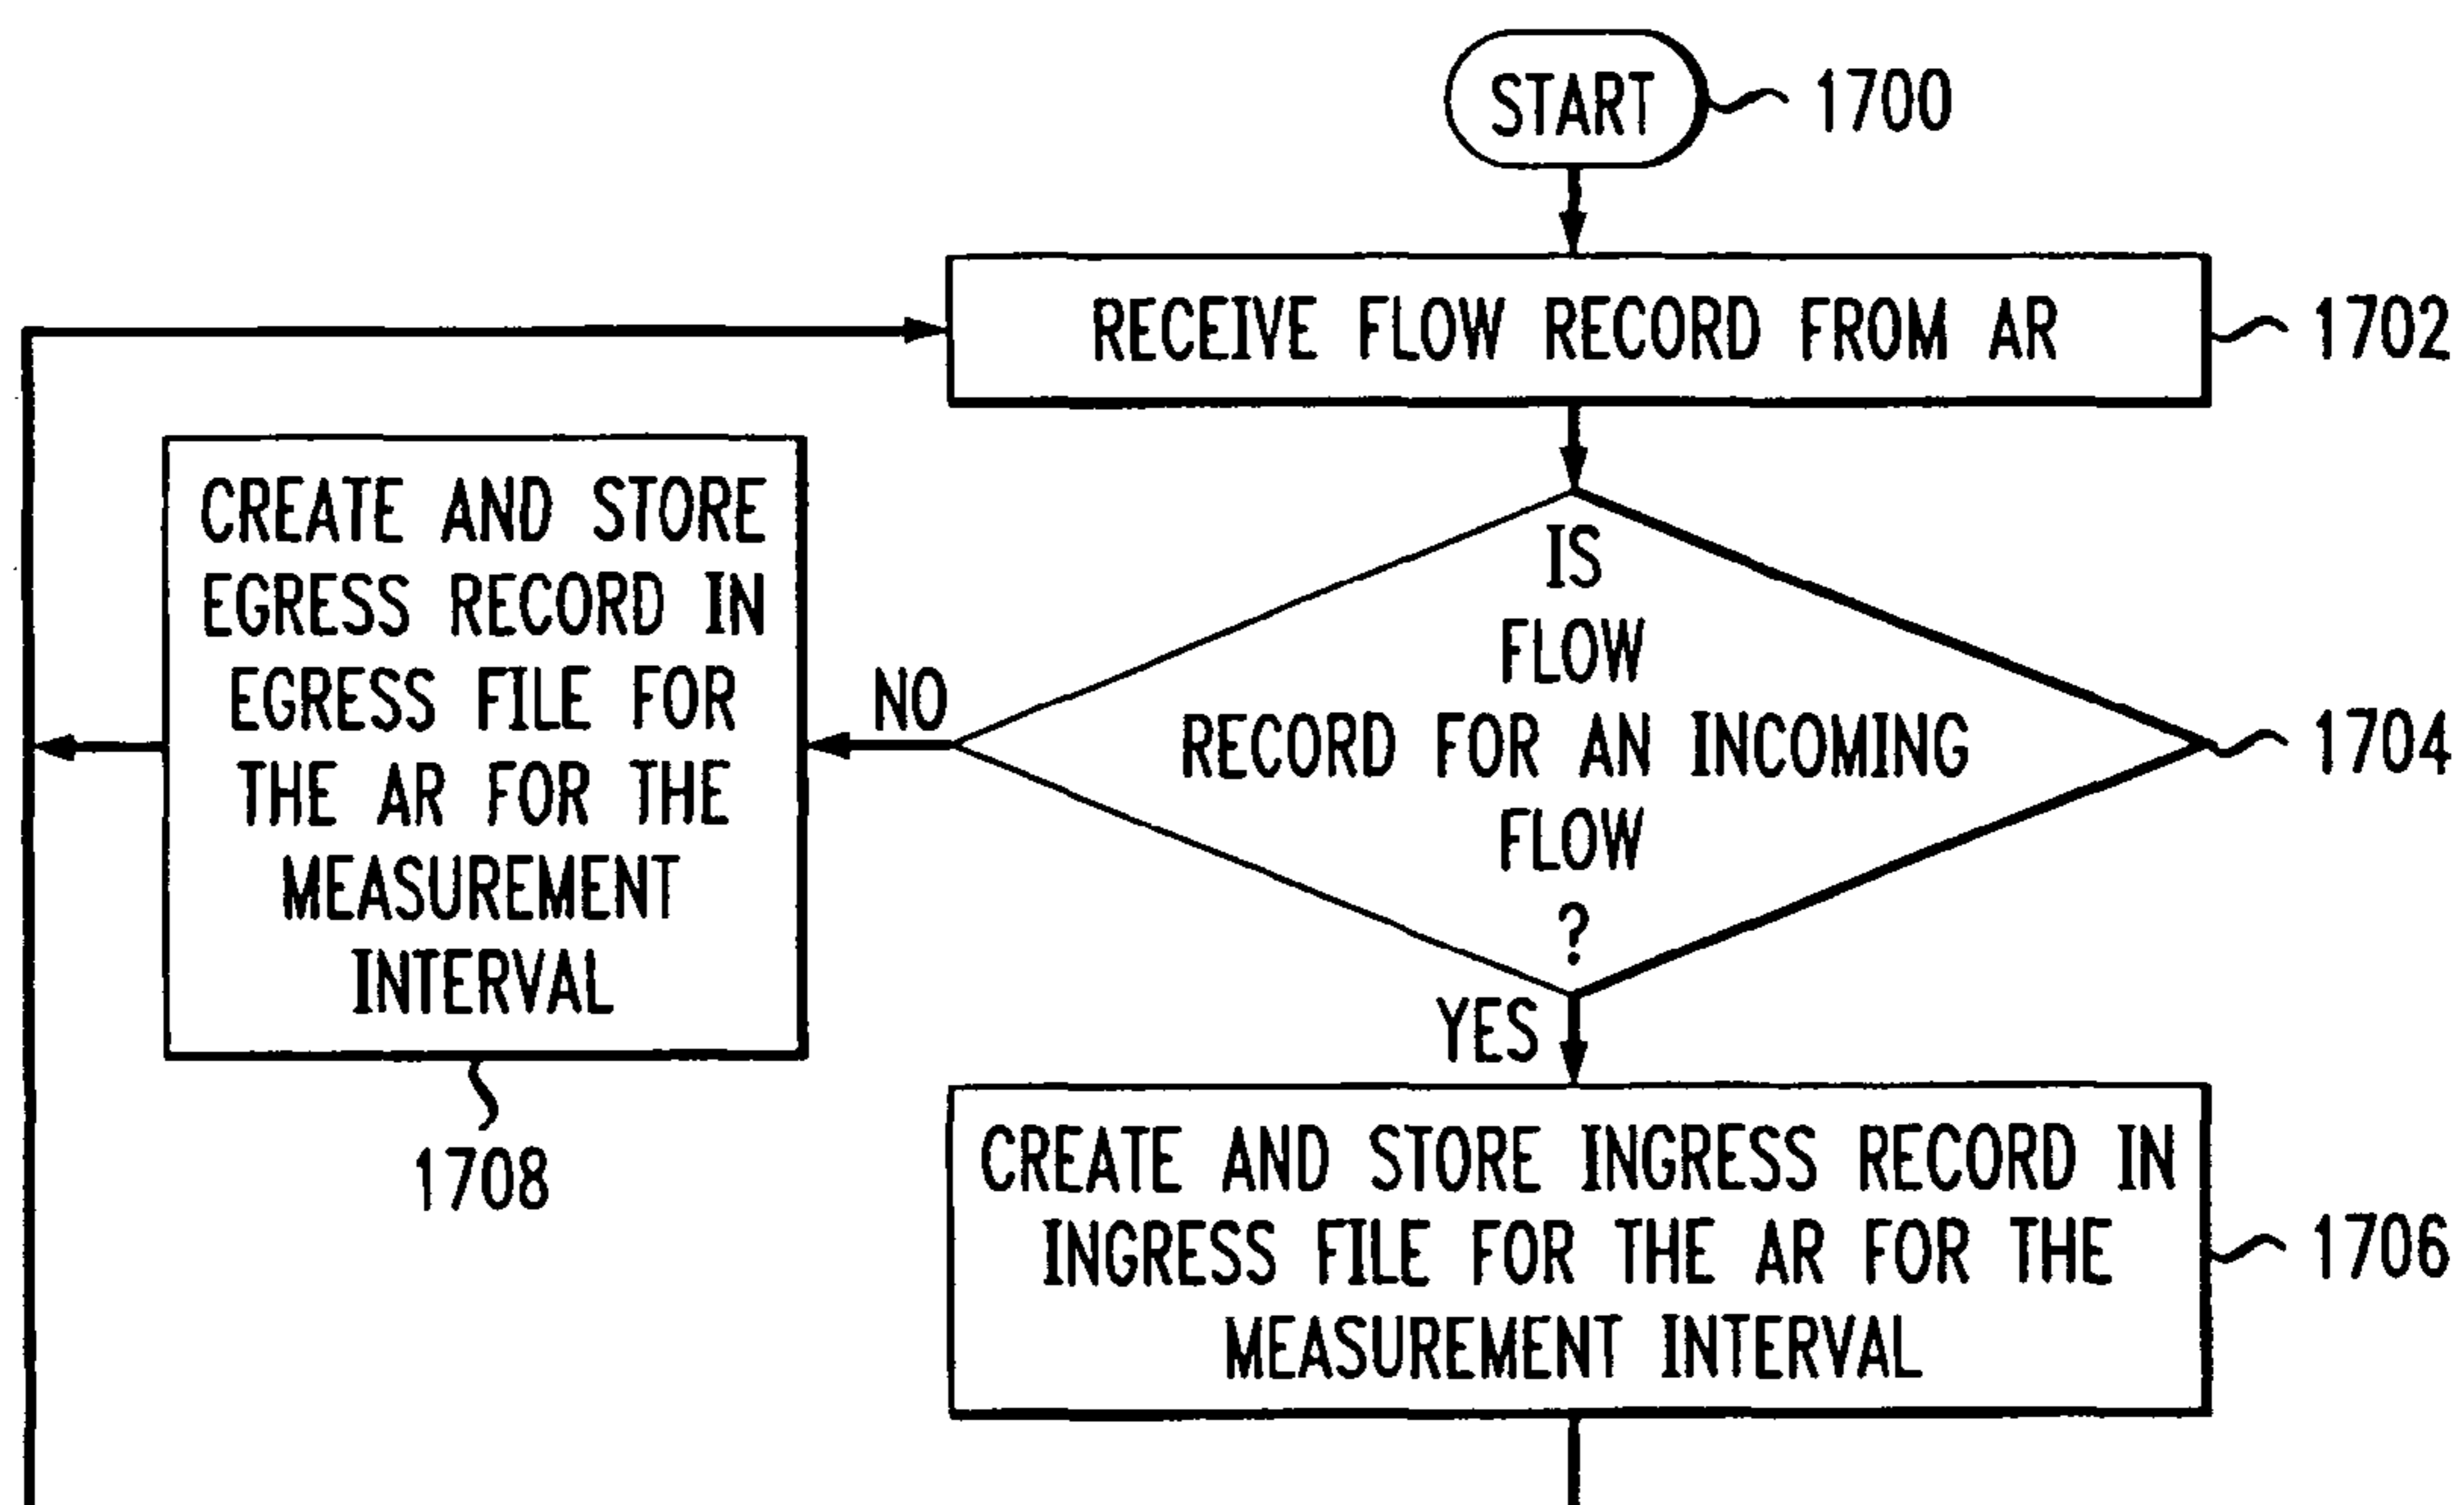 START
1700
RECEIVE FLOW RECORD FROM AR
1702
IS
FLOW
RECORD FOR AN INCOMING
FLOW
?
1704
NO
YES
CREATE AND STORE
EGRESS RECORD IN
EGRESS FILE FOR
THE AR FOR THE
MEASUREMENT
INTERVAL
1708
CREATE AND STORE INGRESS RECORD IN
INGRESS FILE FOR THE AR FOR THE
MEASUREMENT INTERVAL
1706